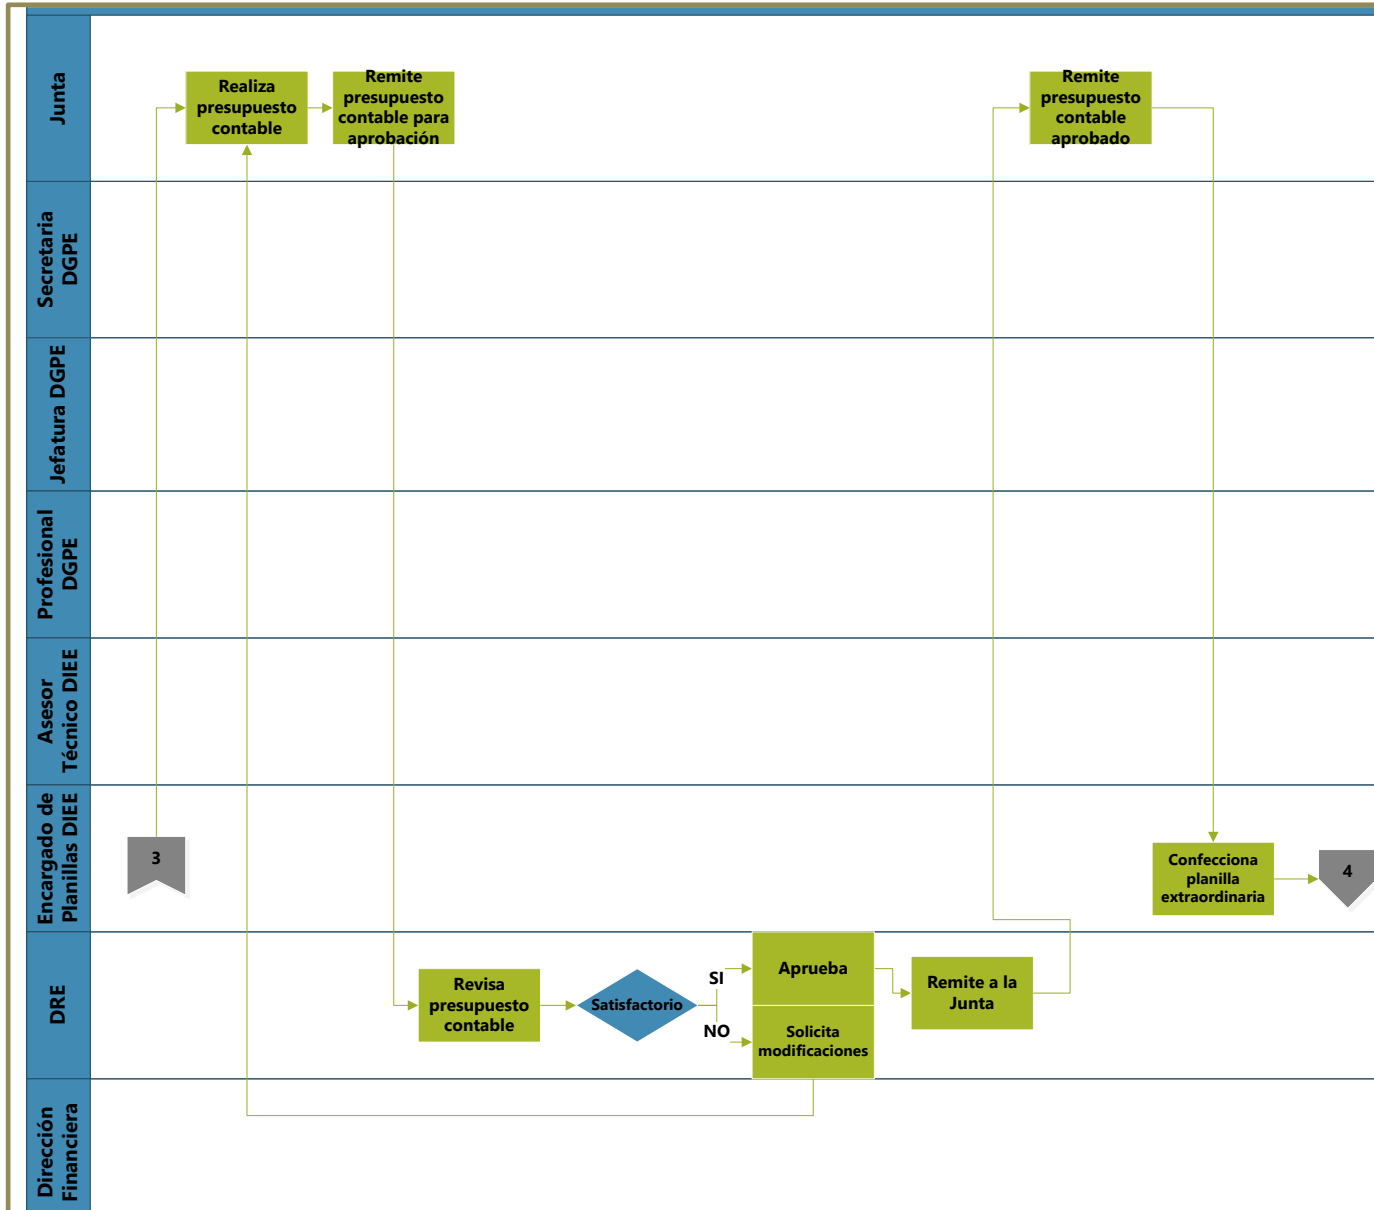 Junta
Realiza
presupuesto
contable
Remite
presupuesto
contable para
aprobación
Remite
presupuesto
contable
aprobado
Secretaria
DGPE
Jefatura DGPE
Profesional
DGPE
Asesor
Técnico DIEE
Encargado de
Planillas DIEE
3
Confecciona
planilla
extraordinaria
4
DRE
Revisa
presupuesto
contable
Satisfactorio
SI
NO
Aprueba
Solicita
modificaciones
Remite a la
Junta
Dirección
Financiera